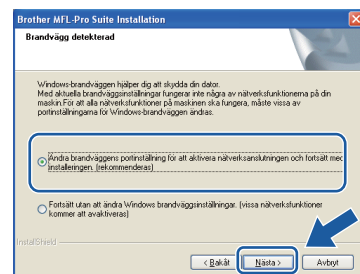 Brother MFL-Pro Suite Installation
Brandvägg detekterad
Windows-brandväggen hjälper dig att skydda din dator.
Med aktuella brandväggsinställningar fungerar inte några av nätverksfunktionerna på din
maskin.För att alla nätverksfunktioner på maskinen ska fungera, måste vissa av
portinställningarna för Windows-brandväggen ändras.
Ändra brandväggens portinställning för att aktivera nätverksanslutningen och fortsätt med
installeringen. (rekommenderas)
Fortsätt utan att ändra Windows brandväggsinställningar. (vissa nätverksfunktioner
kommer att avaktiveras)
InstallShield
< Bakåt Nästa > Avbryt